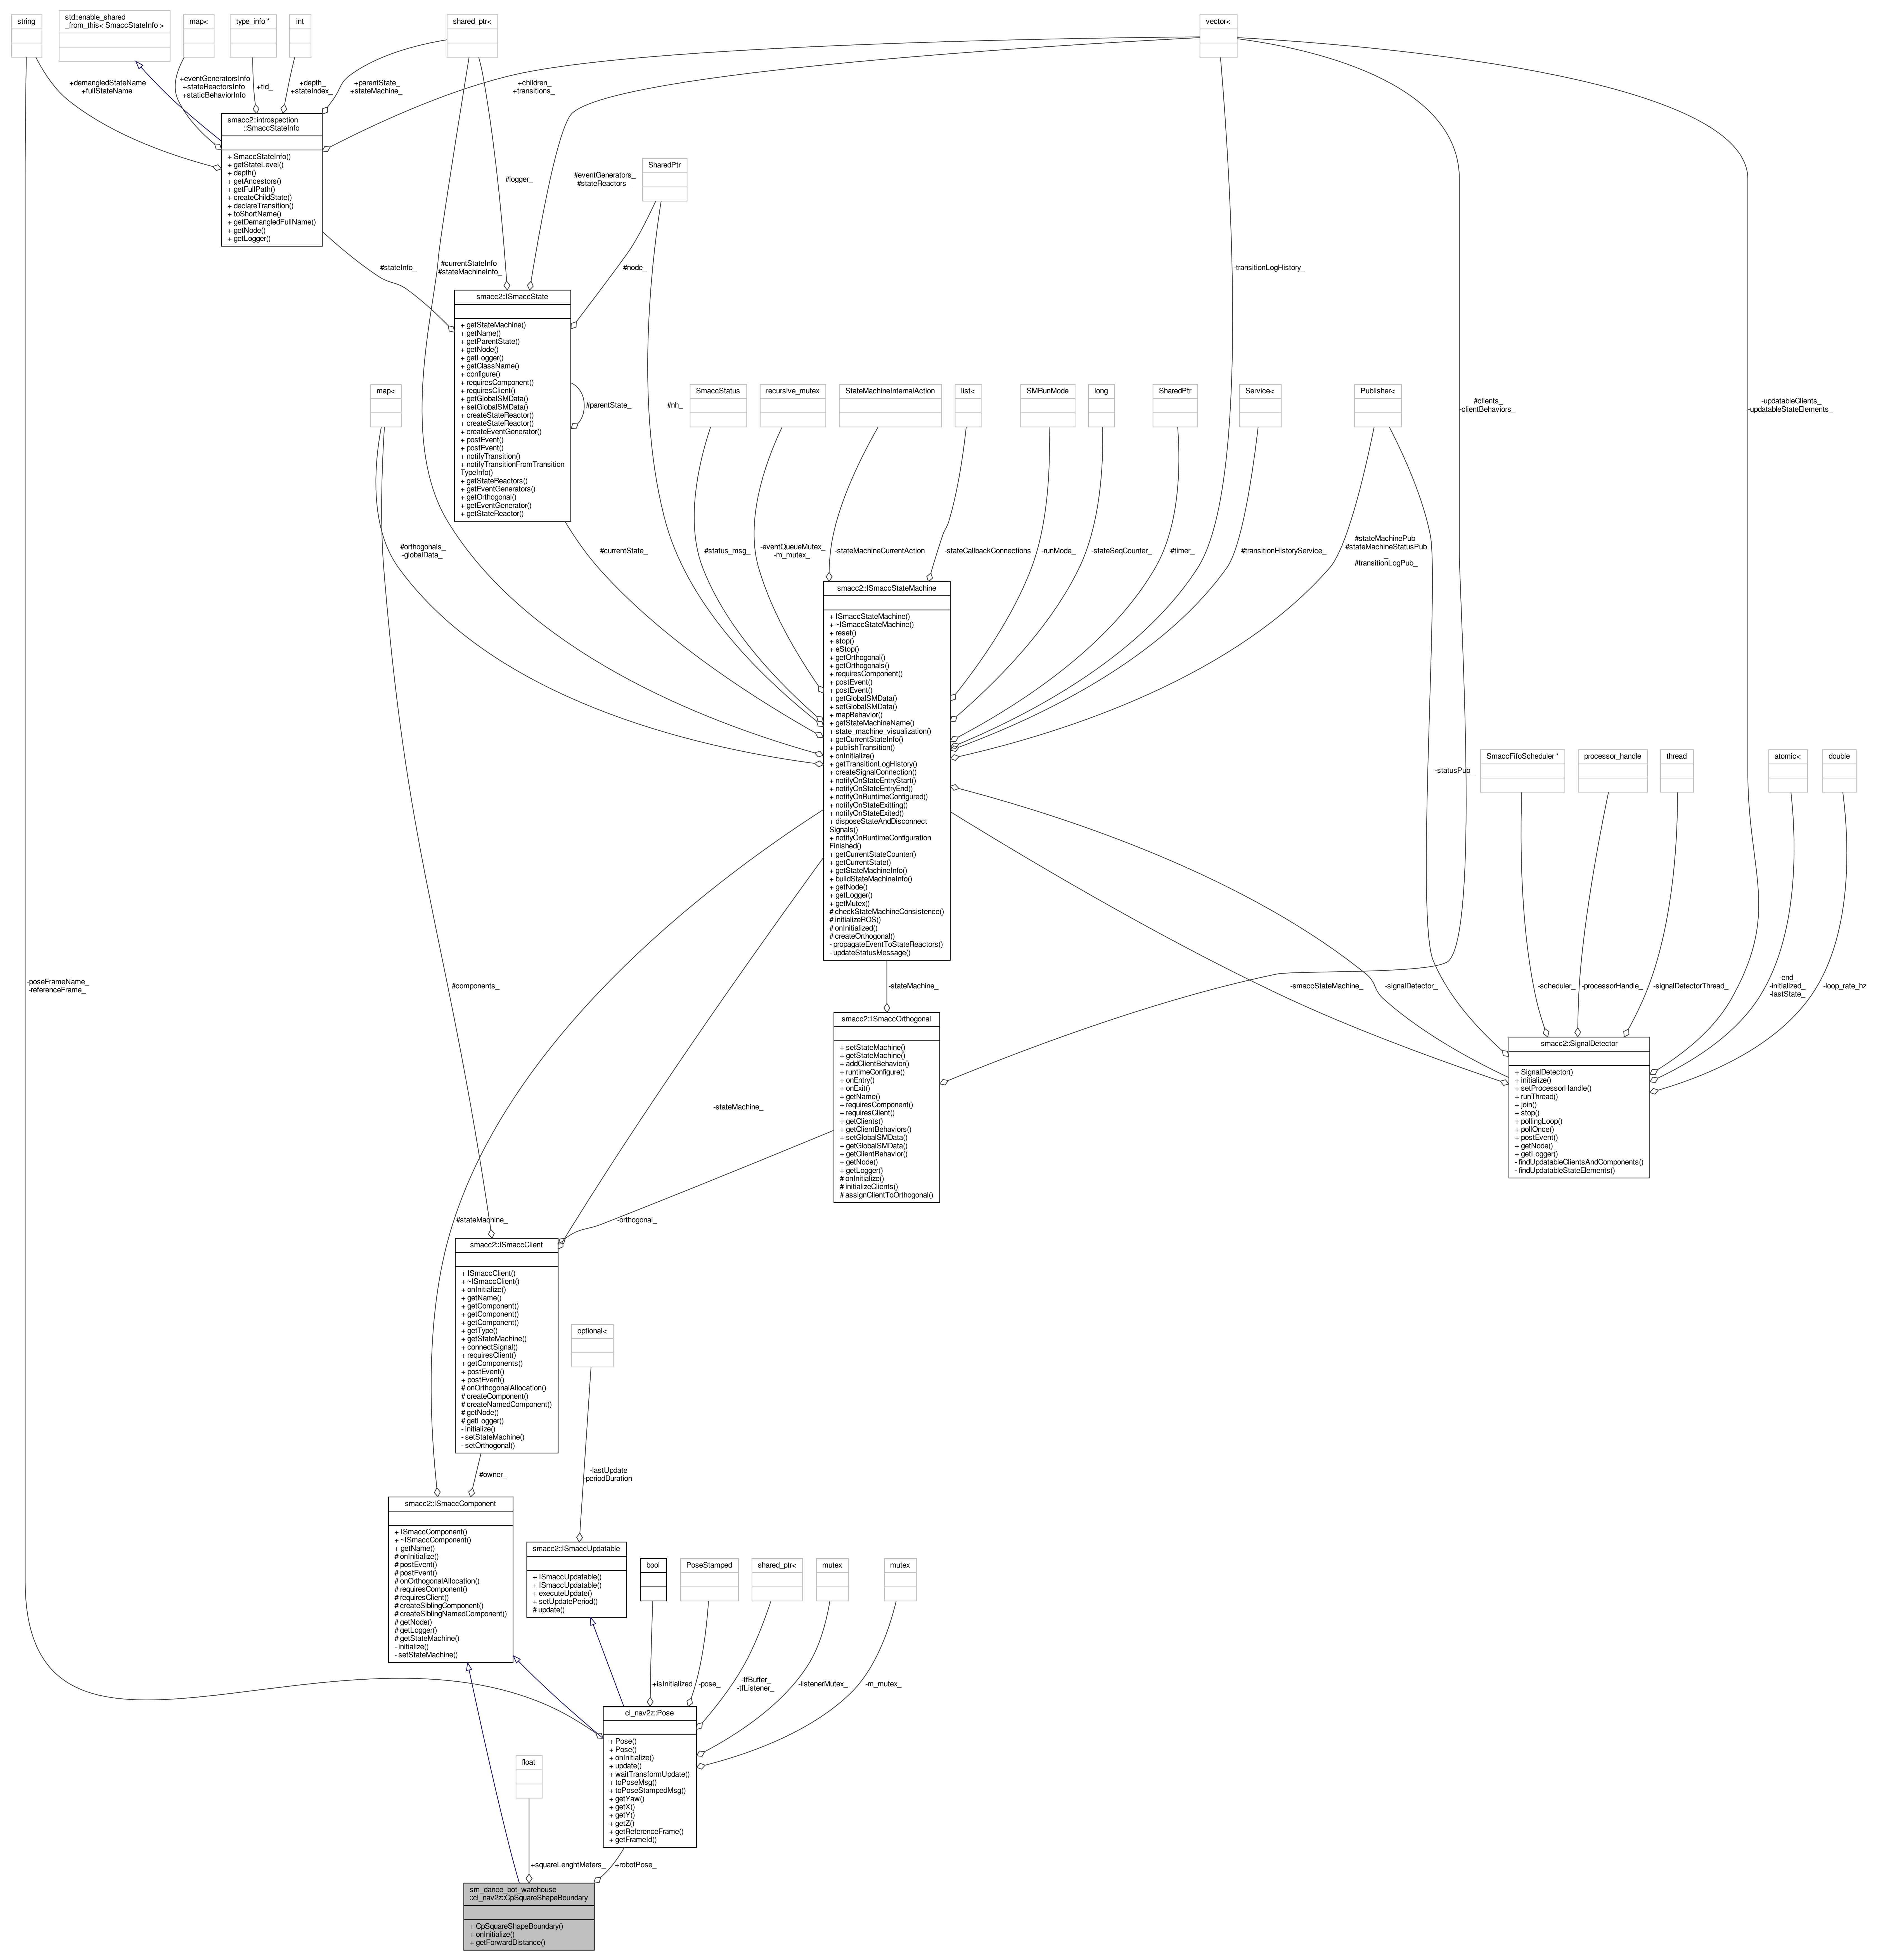 string
std::enable_shared
_from_this< SmaccStateInfo >
map<
type_info *
int
shared_ptr<
vector<
+demangledStateName
+fullStateName
+eventGeneratorsInfo
+stateReactorsInfo
+staticBehaviorInfo
+tid_
+depth_
+stateIndex_
+parentState_
+stateMachine_
+children_
+transitions_
smacc2::introspection
::SmaccStateInfo
+ SmaccStateInfo()
+ getStateLevel()
+ depth()
+ getAncestors()
+ getFullPath()
+ createChildState()
+ declareTransition()
+ toShortName()
+ getDemangledFullName()
+ getNode()
+ getLogger()
SharedPtr
#logger_
#eventGenerators_
#stateReactors_
#stateInfo_
#currentStateInfo_
#stateMachineInfo_
#node_
-transitionLogHistory_
smacc2::ISmaccState
+ getStateMachine()
+ getName()
+ getParentState()
+ getNode()
+ getLogger()
+ getClassName()
+ configure()
+ requiresComponent()
+ requiresClient()
+ getGlobalSMData()
+ setGlobalSMData()
+ createStateReactor()
+ createStateReactor()
+ createEventGenerator()
+ postEvent()
+ postEvent()
+ notifyTransition()
+ notifyTransitionFromTransition
TypeInfo()
+ getStateReactors()
+ getEventGenerators()
+ getOrthogonal()
+ getEventGenerator()
+ getStateReactor()
#parentState_
map<
SmaccStatus
recursive_mutex
StateMachineInternalAction
list<
SMRunMode
long
SharedPtr
Service<
Publisher<
#nh_
#clients_
-clientBehaviors_
-updatableClients_
-updatableStateElements_
#orthogonals_
-globalData_
#currentState_
#status_msg_
-eventQueueMutex_
-m_mutex_
-stateMachineCurrentAction
-stateCallbackConnections
-runMode_
-stateSeqCounter_
#timer_
#transitionHistoryService_
#stateMachinePub_
#stateMachineStatusPub
_
#transitionLogPub_
smacc2::ISmaccStateMachine
+ ISmaccStateMachine()
+ ~ISmaccStateMachine()
+ reset()
+ stop()
+ eStop()
+ getOrthogonal()
+ getOrthogonals()
+ requiresComponent()
+ postEvent()
+ postEvent()
+ getGlobalSMData()
+ setGlobalSMData()
+ mapBehavior()
+ getStateMachineName()
+ state_machine_visualization()
+ getCurrentStateInfo()
+ publishTransition()
+ onInitialize()
+ getTransitionLogHistory()
+ createSignalConnection()
+ notifyOnStateEntryStart()
+ notifyOnStateEntryEnd()
+ notifyOnRuntimeConfigured()
+ notifyOnStateExitting()
+ notifyOnStateExited()
+ disposeStateAndDisconnect
Signals()
+ notifyOnRuntimeConfiguration
Finished()
+ getCurrentStateCounter()
+ getCurrentState()
+ getStateMachineInfo()
+ buildStateMachineInfo()
+ getNode()
+ getLogger()
+ getMutex()
# checkStateMachineConsistence()
# initializeROS()
# onInitialized()
# createOrthogonal()
- propagateEventToStateReactors()
- updateStatusMessage()
SmaccFifoScheduler *
processor_handle
thread
atomic<
double
-statusPub_
-poseFrameName_
-referenceFrame_
#components_
-stateMachine_
-smaccStateMachine_
-signalDetector_
-scheduler_
-processorHandle_
-signalDetectorThread_
-end_
-initialized_
-lastState_
-loop_rate_hz
smacc2::ISmaccOrthogonal
+ setStateMachine()
+ getStateMachine()
+ addClientBehavior()
+ runtimeConfigure()
+ onEntry()
+ onExit()
+ getName()
+ requiresComponent()
+ requiresClient()
+ getClients()
+ getClientBehaviors()
+ setGlobalSMData()
+ getGlobalSMData()
+ getClientBehavior()
+ getNode()
+ getLogger()
# onInitialize()
# initializeClients()
# assignClientToOrthogonal()
smacc2::SignalDetector
+ SignalDetector()
+ initialize()
+ setProcessorHandle()
+ runThread()
+ join()
+ stop()
+ pollingLoop()
+ pollOnce()
+ postEvent()
+ getNode()
+ getLogger()
- findUpdatableClientsAndComponents()
- findUpdatableStateElements()
-stateMachine_
#stateMachine_
-orthogonal_
smacc2::ISmaccClient
+ ISmaccClient()
+ ~ISmaccClient()
+ onInitialize()
+ getName()
+ getComponent()
+ getComponent()
+ getComponent()
+ getType()
+ getStateMachine()
+ connectSignal()
+ requiresClient()
+ getComponents()
+ postEvent()
+ postEvent()
# onOrthogonalAllocation()
# createComponent()
# createNamedComponent()
# getNode()
# getLogger()
- initialize()
- setStateMachine()
- setOrthogonal()
optional<
#owner_
-lastUpdate_
-periodDuration_
smacc2::ISmaccComponent
+ ISmaccComponent()
+ ~ISmaccComponent()
+ getName()
# onInitialize()
# postEvent()
# postEvent()
# onOrthogonalAllocation()
# requiresComponent()
# requiresClient()
# createSiblingComponent()
# createSiblingNamedComponent()
# getNode()
# getLogger()
# getStateMachine()
- initialize()
- setStateMachine()
smacc2::ISmaccUpdatable
+ ISmaccUpdatable()
+ ISmaccUpdatable()
+ executeUpdate()
+ setUpdatePeriod()
# update()
bool
PoseStamped
shared_ptr<
mutex
mutex
+isInitialized
-pose_
-tfBuffer_
-tfListener_
-listenerMutex_
-m_mutex_
cl_nav2z::Pose
+ Pose()
+ Pose()
+ onInitialize()
+ update()
+ waitTransformUpdate()
+ toPoseMsg()
+ toPoseStampedMsg()
+ getYaw()
+ getX()
+ getY()
+ getZ()
+ getReferenceFrame()
+ getFrameId()
float
+squareLenghtMeters_
+robotPose_
sm_dance_bot_warehouse
::cl_nav2z::CpSquareShapeBoundary
+ CpSquareShapeBoundary()
+ onInitialize()
+ getForwardDistance()